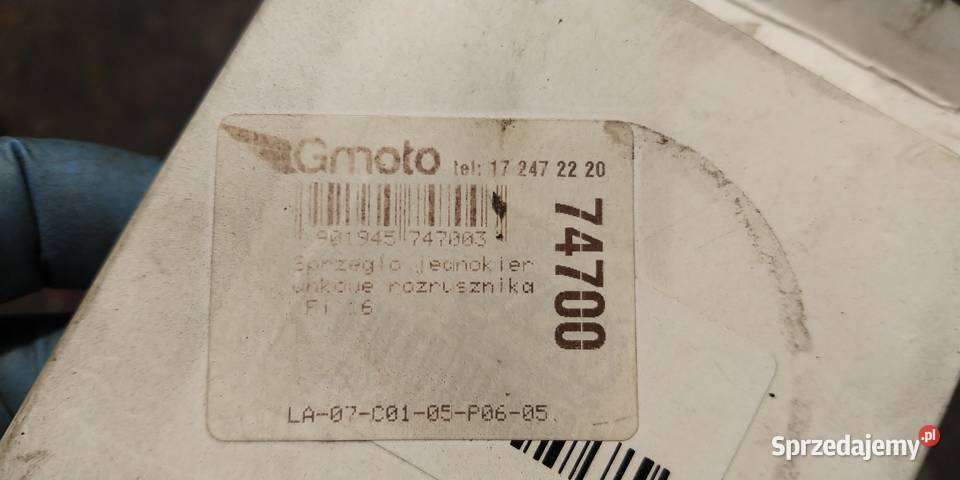 Gmoto tel: 17 247 22 20
901945 747003
Sprzęgło jednokier
unkowe rozrusznika
Fi 16
74700
LA-07-C01-05-P06-05.
Sprzedajemy.pl